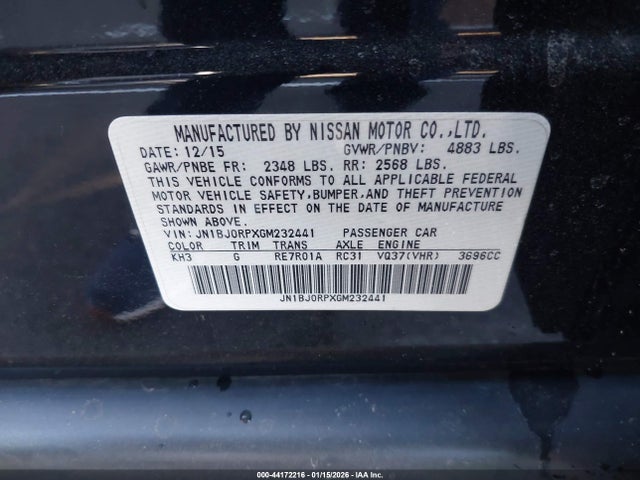 MANUFACTURED BY NISSAN MOTOR CO.,LTD.
DATE: 12/15 GVWR/PNBV: 4883 LBS.
GAWR/PNBE FR: 2348 LBS. RR: 2568 LBS.
THIS VEHICLE CONFORMS TO ALL APPLICABLE FEDERAL
MOTOR VEHICLE SAFETY, BUMPER, AND THEFT PREVENTION
STANDARDS IN EFFECT ON THE DATE OF MANUFACTURE
SHOWN ABOVE.
VIN: JN1BJ0RPXGM232441 PASSENGER CAR
COLOR TRIM TRANS AXLE ENGINE
KH3 G RE7R01A RC31 VQ37(VHR) 3696CC
JN1BJ0RPXGM232441
000-44172216 - 01/15/2026 - IAA Inc.